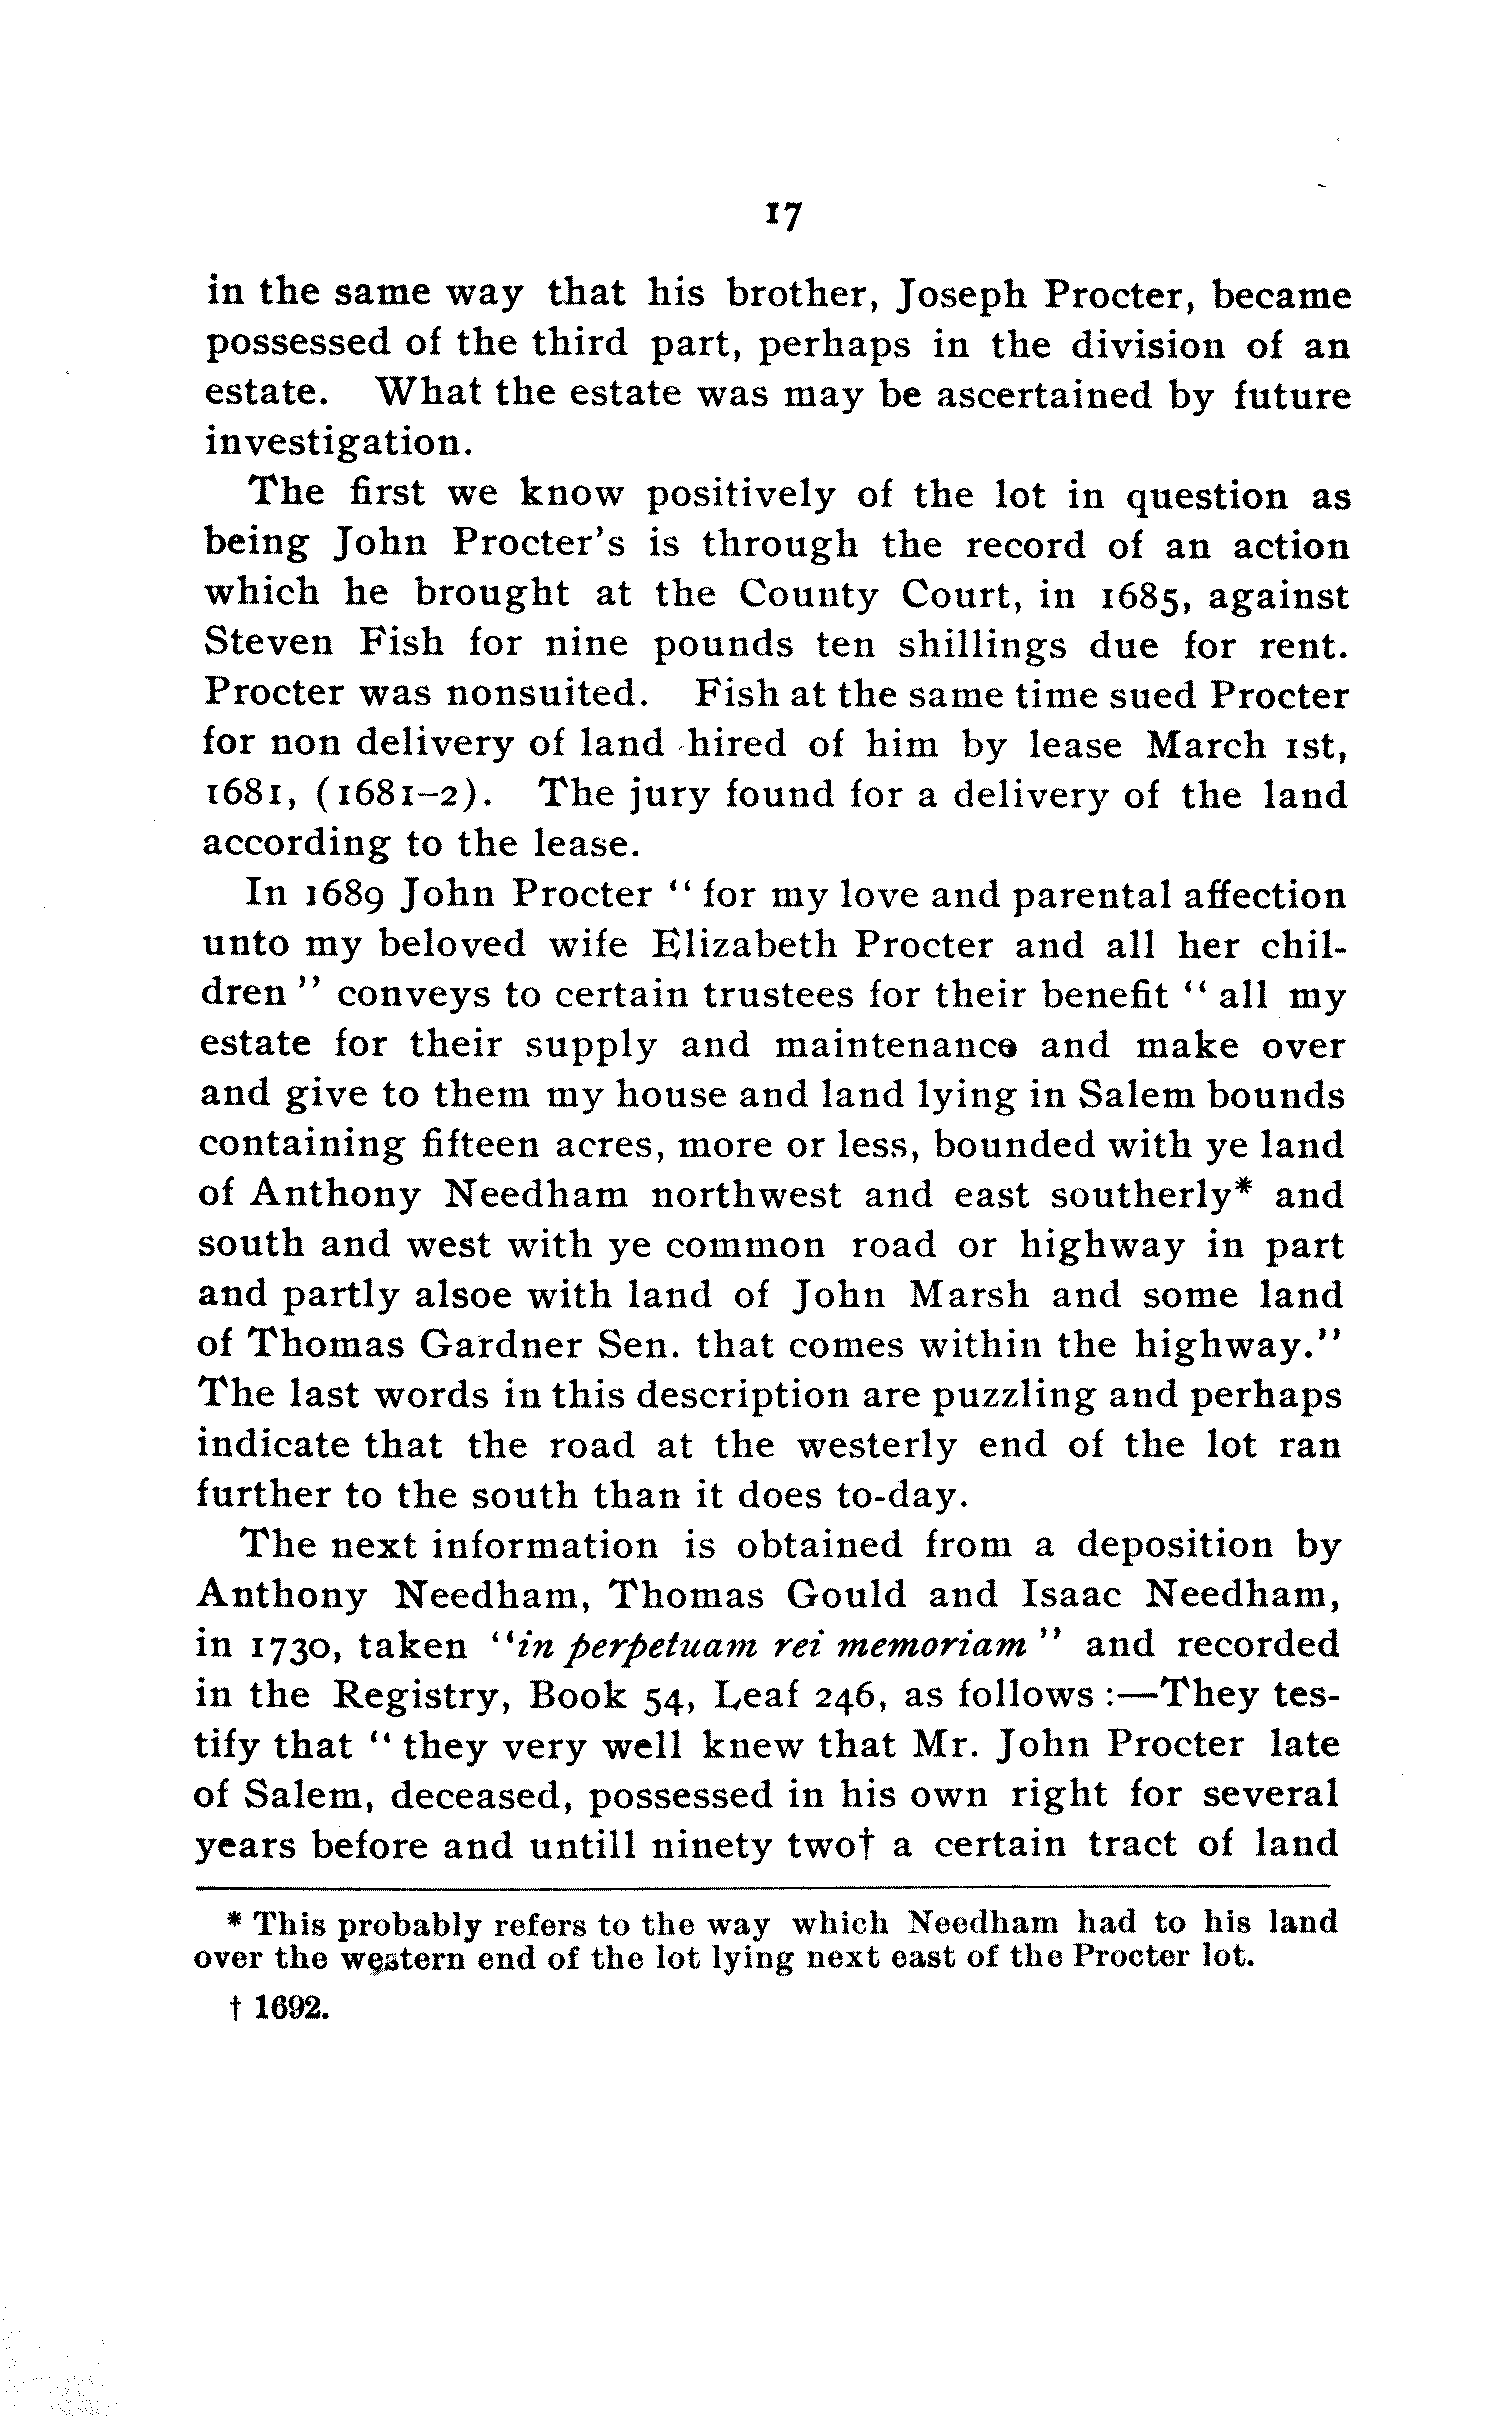 17
in the same way that his brother, Joseph Procter, became
possessed of the third part, perhaps in the division of an
estate. What the estate was may be ascertained by future
investigation.
The first we know positively of the lot in question as
being John Procter's is through the record of an action
which he brought at the County Court, in 1685, against
Steven Fish for nine pounds ten shillings due for rent.
Procter was nonsuited. Fish at the same time sued Procter
for non delivery of land hired of him by lease March 1st,
1681, (1681–2). The jury found for a delivery of the land
according to the lease.
In 1689 John Procter "for my love and parental affection
unto my beloved wife Elizabeth Procter and all her chil-
dren" conveys to certain trustees for their benefit "all my
estate for their supply and maintenance and make over
and give to them my house and land lying in Salem bounds
containing fifteen acres, more or less, bounded with ye land
of Anthony Needham northwest and east southerly* and
south and west with ye common road or highway in part
and partly alsoe with land of John Marsh and some land
of Thomas Gardner Sen. that comes within the highway."
The last words in this description are puzzling and perhaps
indicate that the road at the westerly end of the lot ran
further to the south than it does to-day.
The next information is obtained from a deposition by
Anthony Needham, Thomas Gould and Isaac Needham,
in 1730, taken "in perpetuam rei memoriam" and recorded
in the Registry, Book 54, Leaf 246, as follows:—They tes-
tify that "they very well knew that Mr. John Procter late
of Salem, deceased, possessed in his own right for several
years before and untill ninety two† a certain tract of land
* This probably refers to the way which Needham had to his land
over the western end of the lot lying next east of the Procter lot.
† 1692.